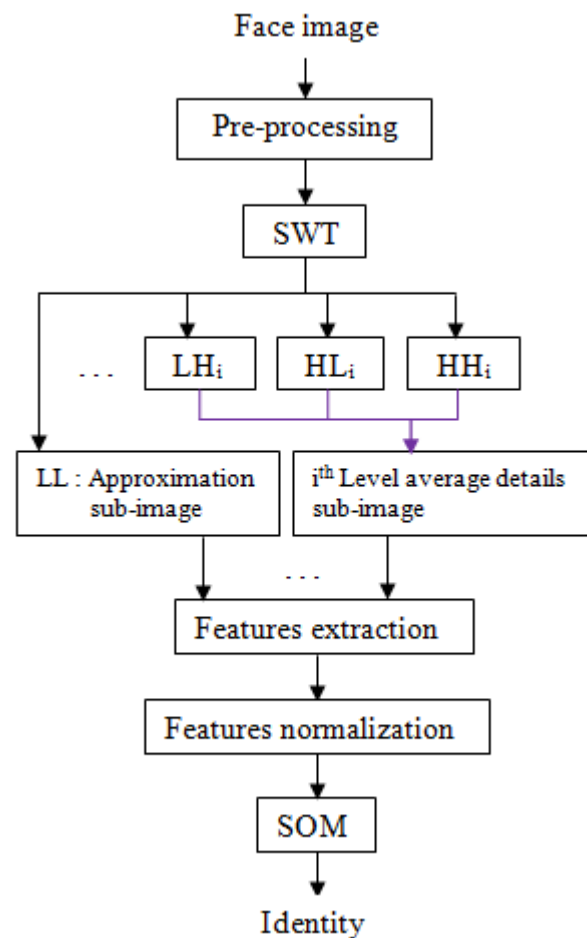 Face image
Pre-processing
SWT
. . . LHᵢ HLᵢ HHᵢ
LL : Approximation
sub-image
iᵗʰ Level average details
sub-image
. . .
Features extraction
Features normalization
SOM
Identity